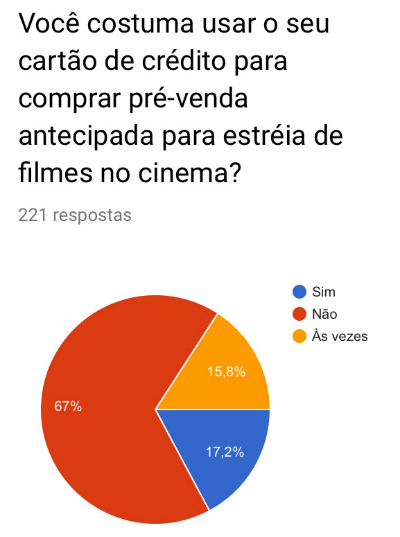 Você costuma usar o seu
cartão de crédito para
comprar pré-venda
antecipada para estréia de
filmes no cinema?
221 respostas
Sim
Não
Às vezes
15,8%
67%
17,2%